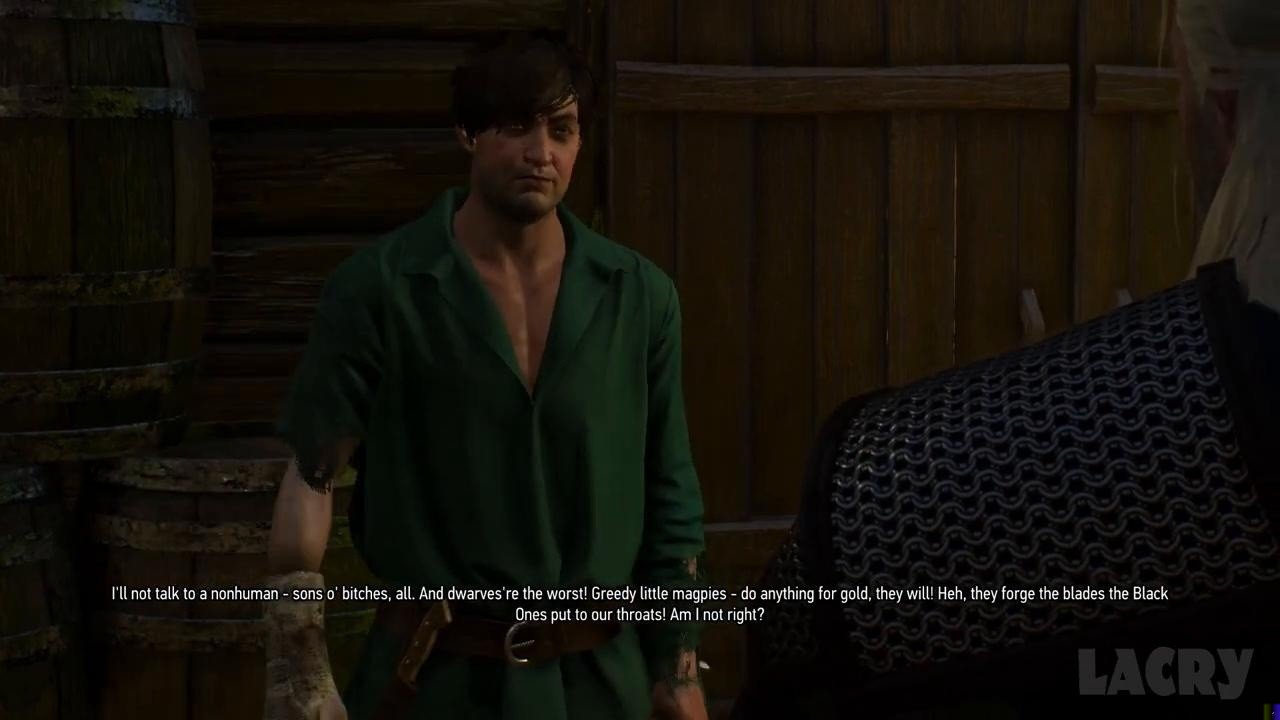 I'll not talk to a nonhuman - sons o' bitches, all. And dwarves're the worst! Greedy little magpies - do anything for gold, they will! Heh, they forge the blades the Black
Ones put to our throats! Am I not right?
LACRY